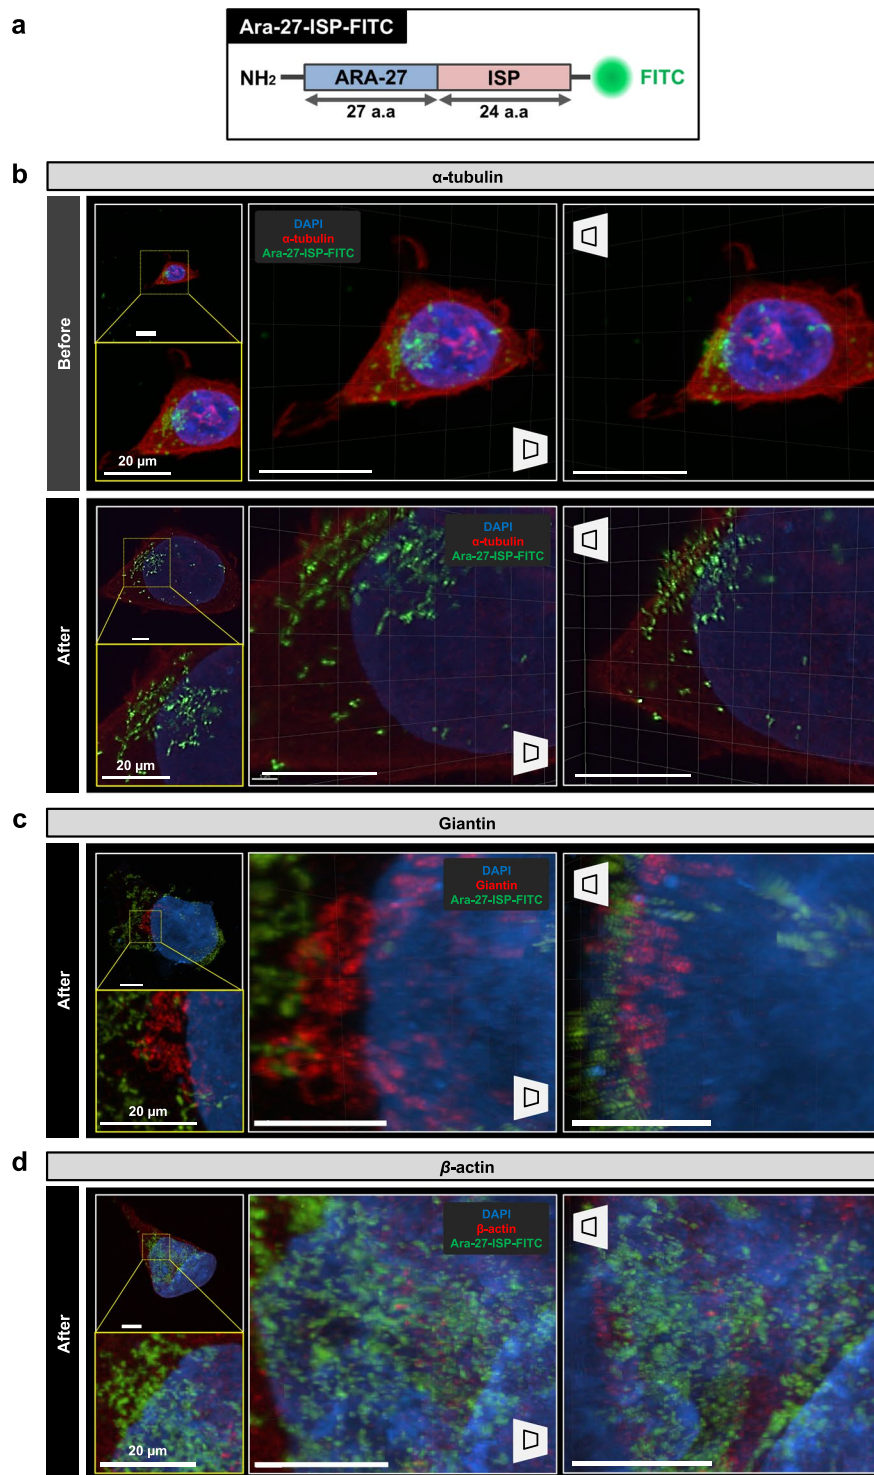 a
Ara-27-ISP-FITC
NH2 ARA-27 ISP FITC
27 a.a 24 a.a
b
α-tubulin
Before
DAPI
α-tubulin
Ara-27-ISP-FITC
20 µm
After
DAPI
α-tubulin
Ara-27-ISP-FITC
20 µm
c
Giantin
After
DAPI
Giantin
Ara-27-ISP-FITC
20 µm
d
β-actin
After
DAPI
β-actin
Ara-27-ISP-FITC
20 µm